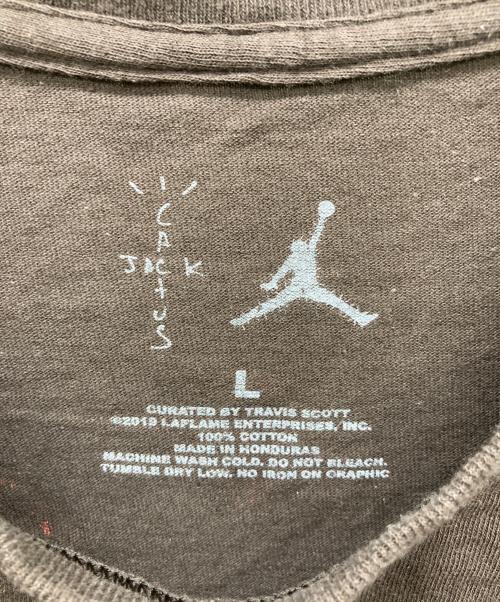 CACTUS
JACK
L
CURATED BY TRAVIS SCOTT
©2019 LAFLAME ENTERPRISES, INC.
100% COTTON
MADE IN HONDURAS
MACHINE WASH COLD. DO NOT BLEACH.
TUMBLE DRY LOW. NO IRON ON GRAPHIC